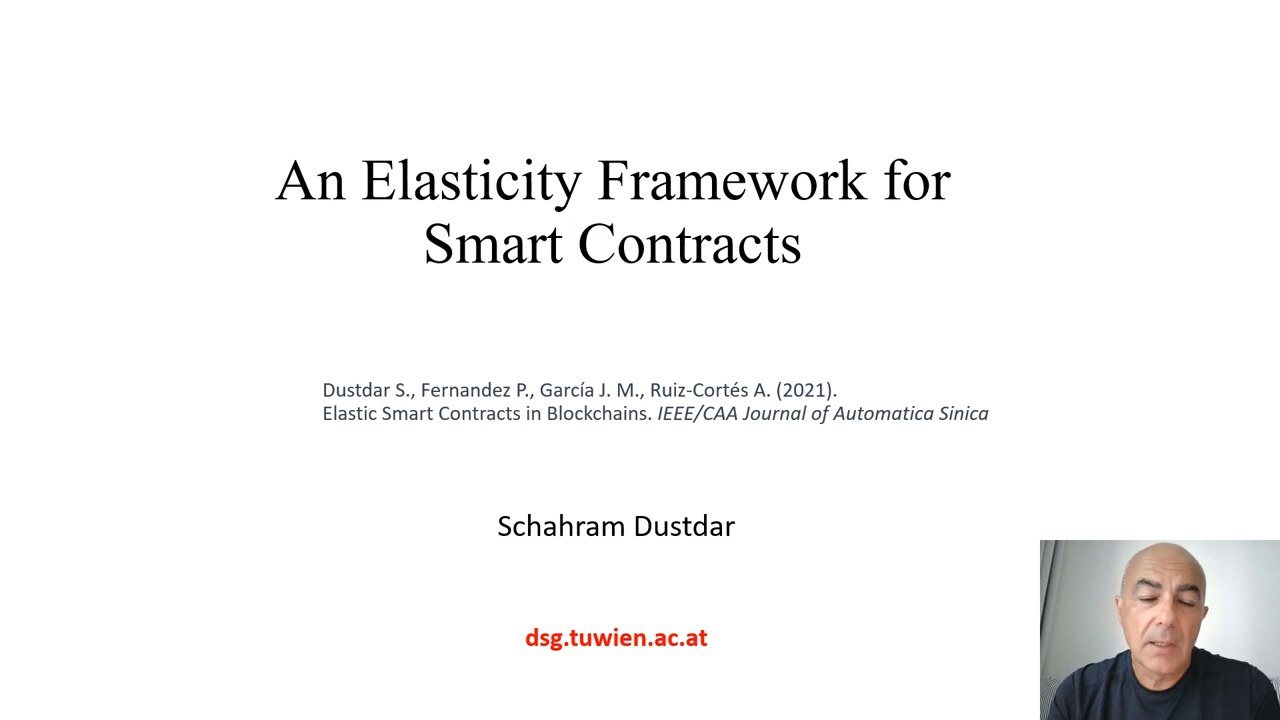 An Elasticity Framework for
Smart Contracts
Dustdar S., Fernandez P., García J. M., Ruiz-Cortés A. (2021).
Elastic Smart Contracts in Blockchains. IEEE/CAA Journal of Automatica Sinica
Schahram Dustdar
dsg.tuwien.ac.at